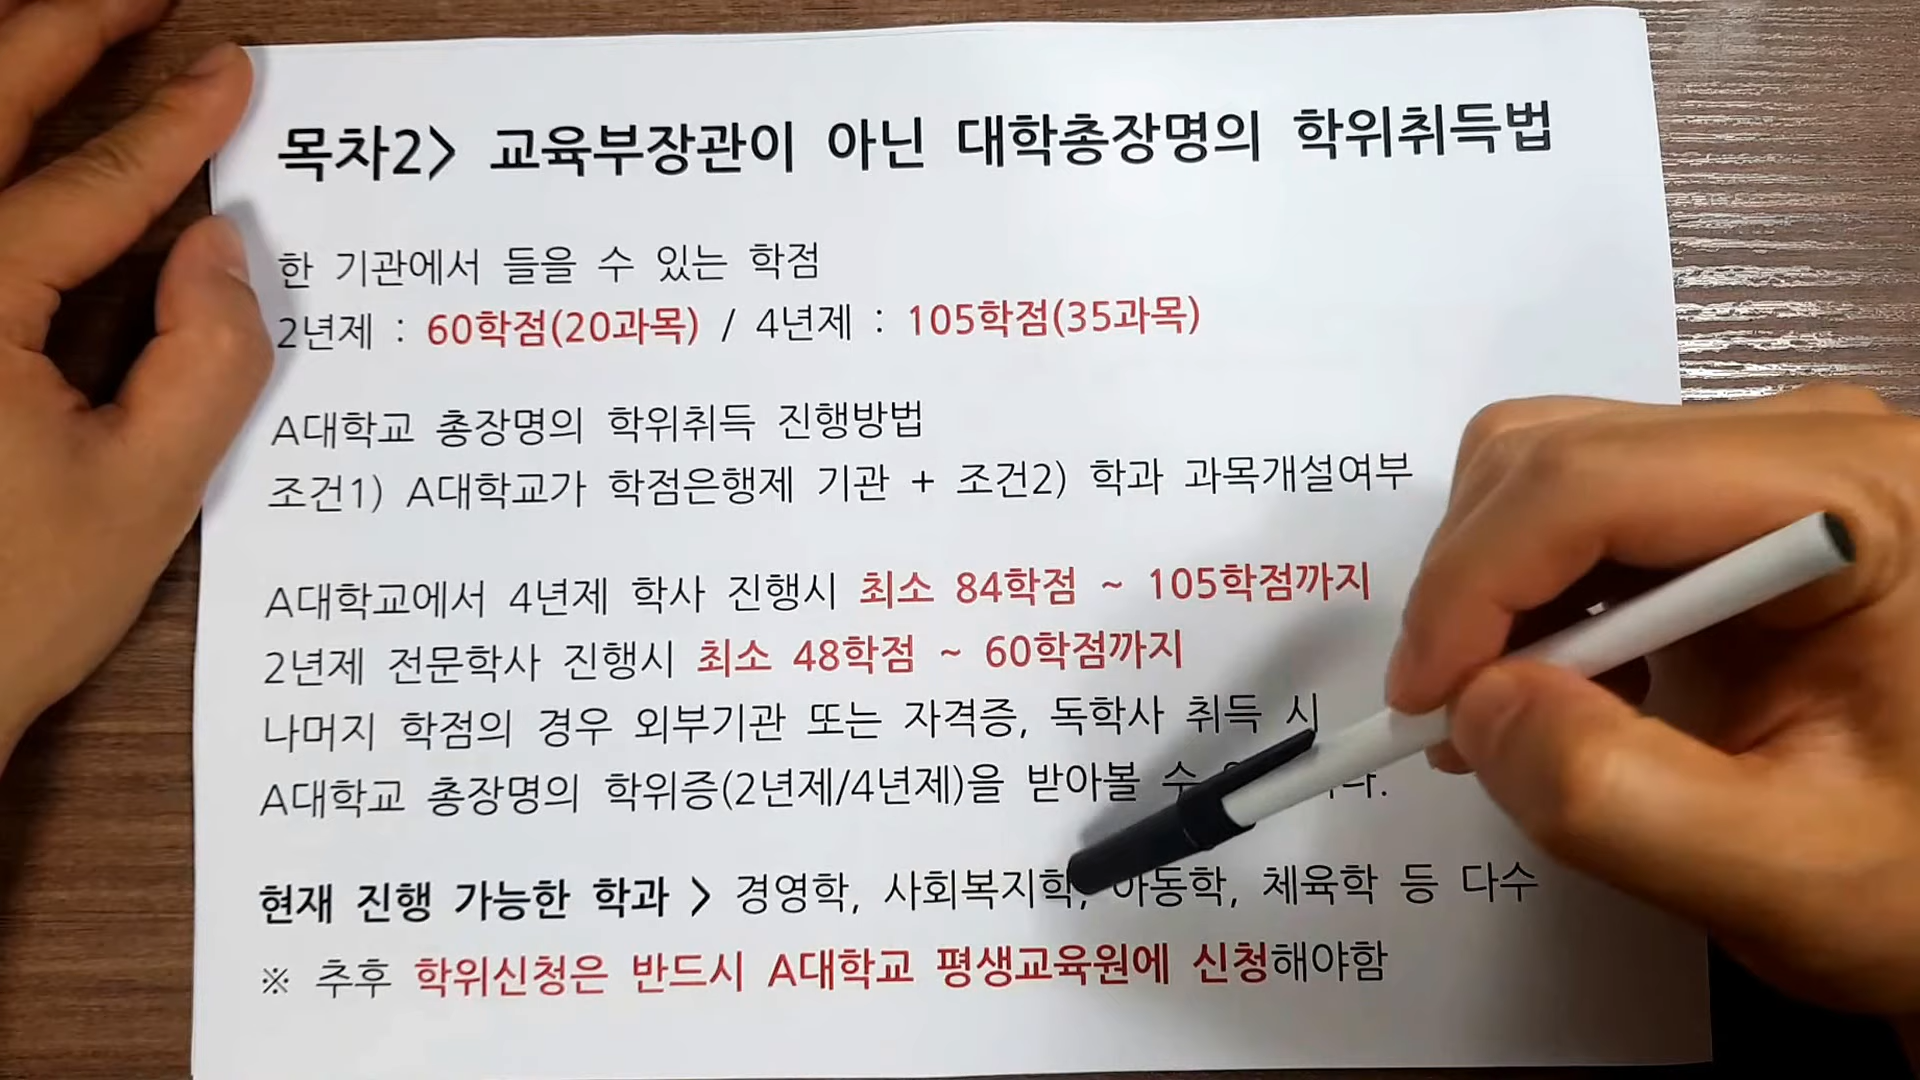 목차2> 교육부장관이 아닌 대학총장명의 학위취득법
한 기관에서 들을 수 있는 학점
2년제 : 60학점(20과목) / 4년제 : 105학점(35과목)
A대학교 총장명의 학위취득 진행방법
조건1) A대학교가 학점은행제 기관 + 조건2) 학과 과목개설여부
A대학교에서 4년제 학사 진행시 최소 84학점 ~ 105학점까지
2년제 전문학사 진행시 최소 48학점 ~ 60학점까지
나머지 학점의 경우 외부기관 또는 자격증, 독학사 취득 시
A대학교 총장명의 학위증(2년제/4년제)을 받아볼 수
현재 진행 가능한 학과 > 경영학, 사회복지학, 아동학, 체육학 등 다수
※ 추후 학위신청은 반드시 A대학교 평생교육원에 신청해야함